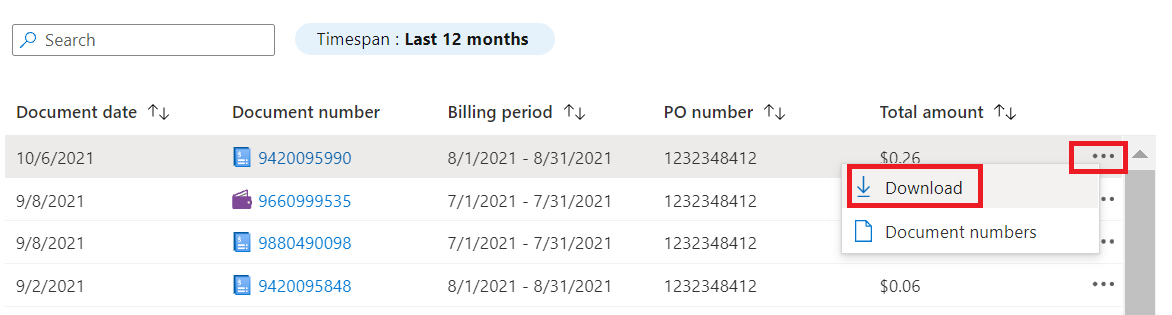 Search
Timespan : Last 12 months
Document date Document number Billing period PO number Total amount
10/6/2021 9420095990 8/1/2021 - 8/31/2021 1232348412 $0.26
Download
9/8/2021 9660999535 7/1/2021 - 7/31/2021 1232348412
Document numbers
9/8/2021 9880490098 7/1/2021 - 7/31/2021 1232348412
9/2/2021 9420095848 8/1/2021 - 8/31/2021 1232348412 $0.06